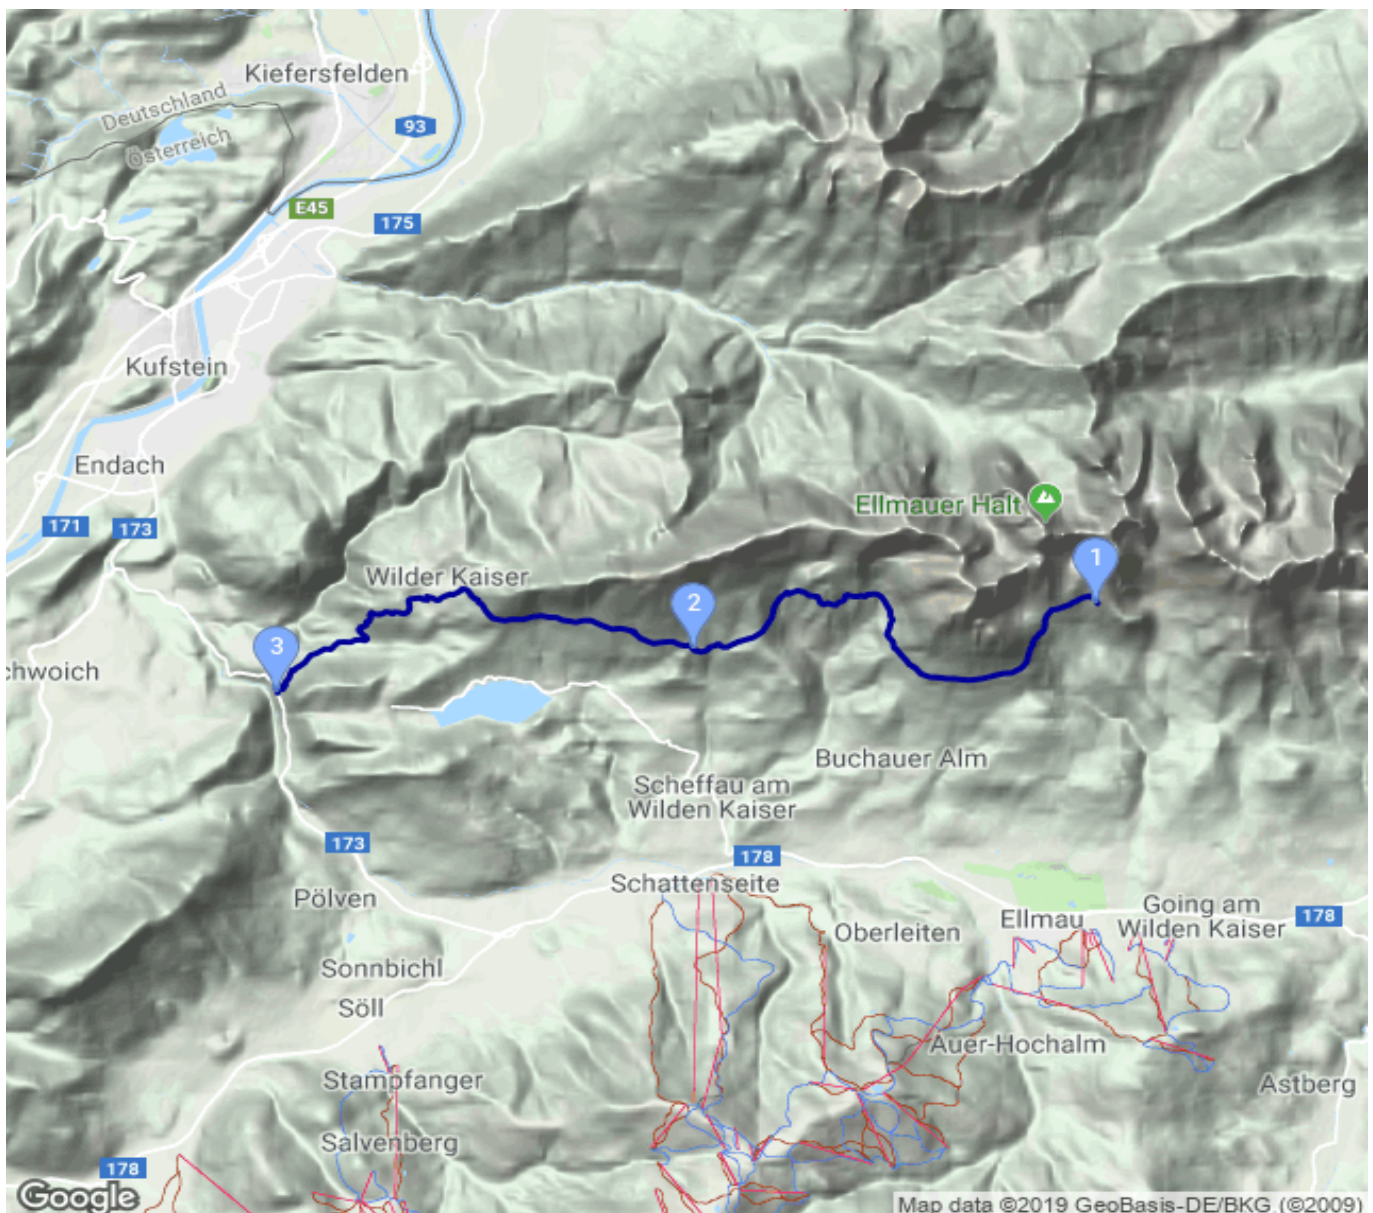 Kiefersfelden
Deutschland
Österreich
93
E45
175
Kufstein
Endach
171
173
Ellmauer Halt
1
Wilder Kaiser
2
3
chwoich
Buchauer Alm
Scheffau am
Wilden Kaiser
173
178
Schattenseite
Pölven
Ellmau
Going am
Wilden Kaiser
178
Oberleiten
Sonnbichl
Söll
Auer-Hochalm
Stampfanger
Astberg
Salvenberg
178
Google
Map data ©2019 GeoBasis-DE/BKG (©2009)